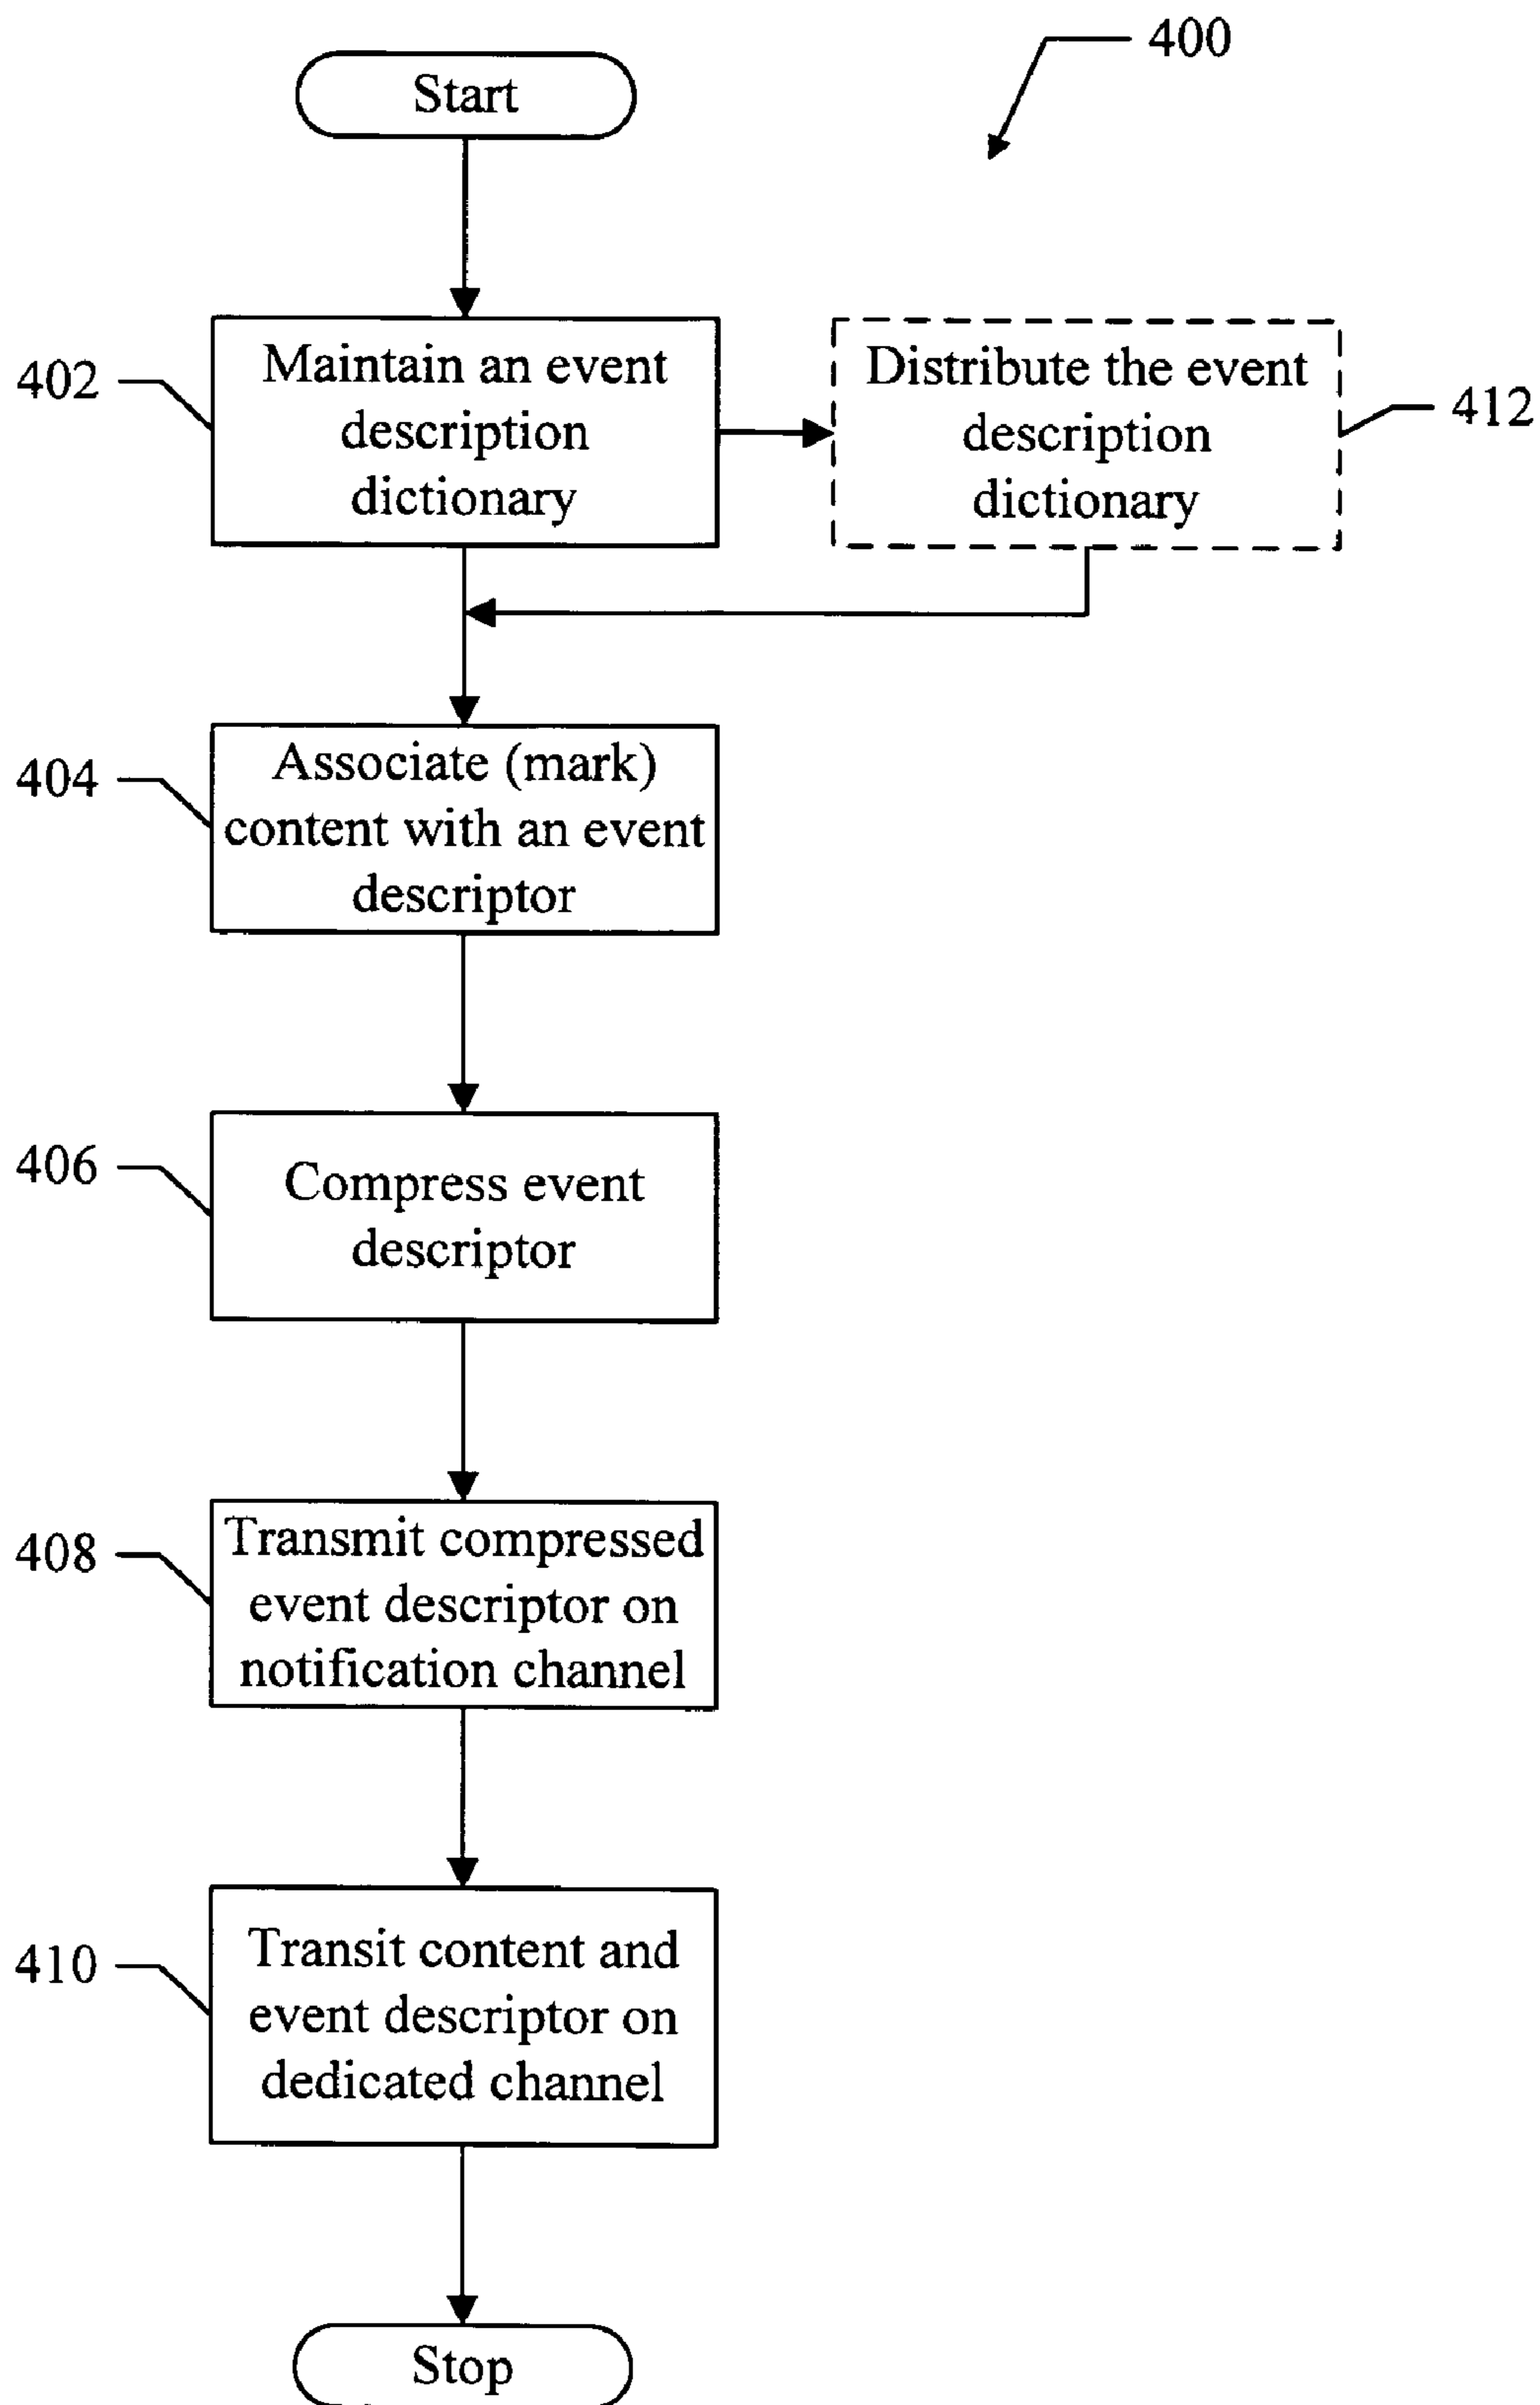 400
Start
402
Maintain an event
description
dictionary
Distribute the event
description
dictionary
412
404
Associate (mark)
content with an event
descriptor
406
Compress event
descriptor
408
Transmit compressed
event descriptor on
notification channel
410
Transit content and
event descriptor on
dedicated channel
Stop